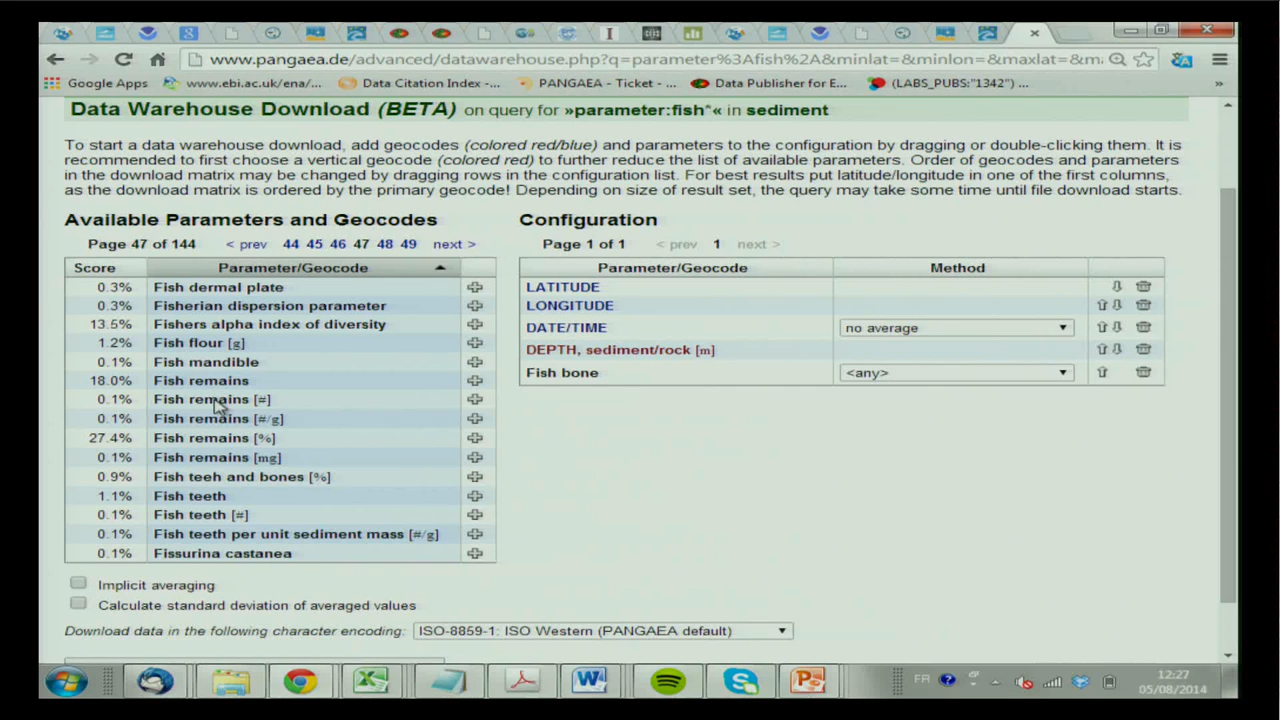 www.pangaea.de/advanced/datawarehouse.php?q=parameter%3Afish%2A&minlat=&minlon=&maxlat=&m
Google Apps www.ebi.ac.uk/ena/... Data Citation Index -... PANGAEA - Ticket -... Data Publisher for E... (LABS_PUBS:"1342") ... »
Data Warehouse Download (BETA) on query for »parameter:fish*« in sediment
To start a data warehouse download, add geocodes (colored red/blue) and parameters to the configuration by dragging or double-clicking them. It is
recommended to first choose a vertical geocode (colored red) to further reduce the list of available parameters. Order of geocodes and parameters
in the download matrix may be changed by dragging rows in the configuration list. For best results put latitude/longitude in one of the first columns,
as the download matrix is ordered by the primary geocode! Depending on size of result set, the query may take some time until file download starts.
Available Parameters and Geocodes
Page 47 of 144 < prev 44 45 46 47 48 49 next >
Score Parameter/Geocode
0.3% Fish dermal plate
0.3% Fisherian dispersion parameter
13.5% Fishers alpha index of diversity
1.2% Fish flour [g]
0.1% Fish mandible
18.0% Fish remains
0.1% Fish remains [#]
0.1% Fish remains [#/g]
27.4% Fish remains [%]
0.1% Fish remains [mg]
0.9% Fish teeh and bones [%]
1.1% Fish teeth
0.1% Fish teeth [#]
0.1% Fish teeth per unit sediment mass [#/g]
0.1% Fissurina castanea
Configuration
Page 1 of 1 < prev 1 next >
Parameter/Geocode Method
LATITUDE
LONGITUDE
DATE/TIME no average
DEPTH, sediment/rock [m]
Fish bone <any>
Implicit averaging
Calculate standard deviation of averaged values
Download data in the following character encoding: ISO-8859-1: ISO Western (PANGAEA default)
FR
12:27
05/08/2014